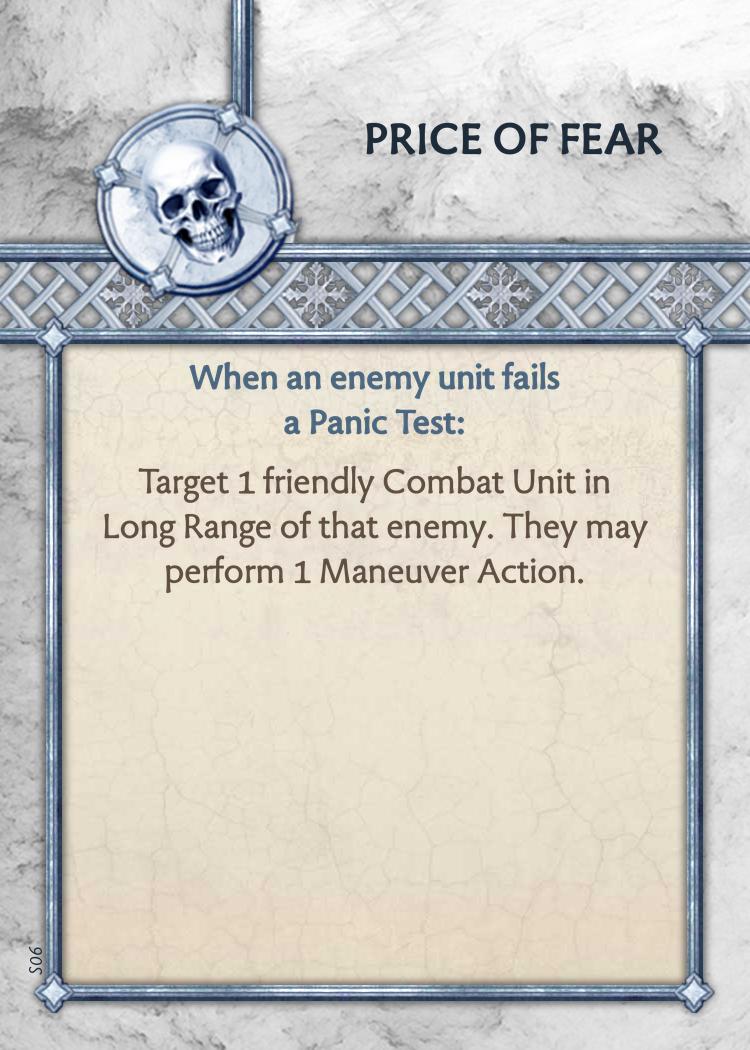 PRICE OF FEAR
When an enemy unit fails
a Panic Test:
Target 1 friendly Combat Unit in
Long Range of that enemy. They may
perform 1 Maneuver Action.
S06